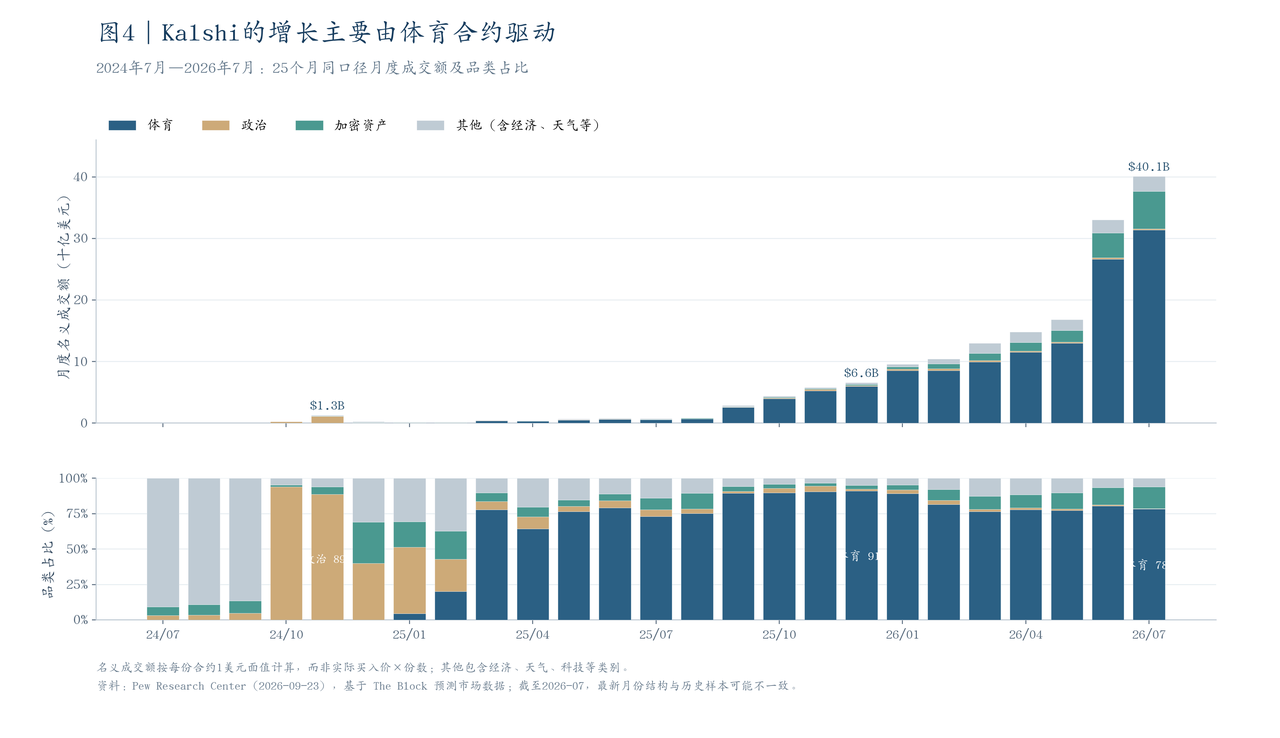 图4｜Kalshi的增长主要由体育合约驱动
2024年7月—2026年7月；25个月同口径月度成交额及品类占比
体育 政治 加密资产 其他（含经济、天气等）
月度名义成交额（十亿美元）
40
30
20
10
0
$1.3B
$6.6B
$40.1B
品类占比（%）
100%
75%
50%
25%
0%
治 89
育 91
育 78
24/07 24/10 25/01 25/04 25/07 25/10 26/01 26/04 26/07
名义成交额按每份合约1美元面值计算，而非实际买入价×份数；其他包含经济、天气、科技等类别。
资料：Pew Research Center（2026-09-23），基于 The Block 预测市场数据；截至2026-07，最新月份结构与历史样本可能不一致。